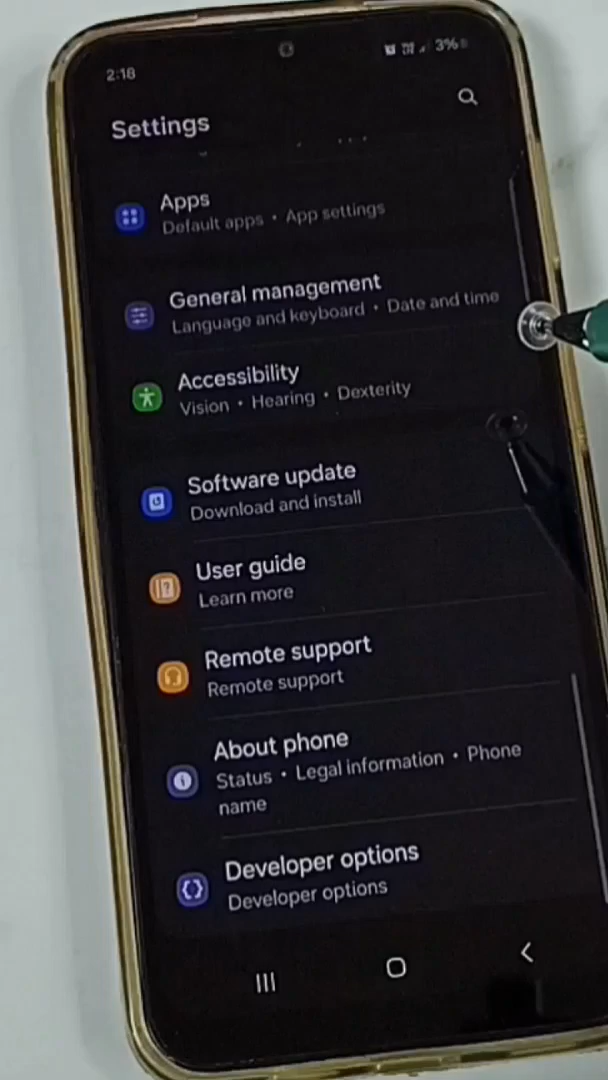 2:18
3%
Settings
Apps
Default apps • App settings
General management
Language and keyboard • Date and time
Accessibility
Vision • Hearing • Dexterity
Software update
Download and install
User guide
Learn more
Remote support
Remote support
About phone
Status • Legal information • Phone
name
Developer options
Developer options